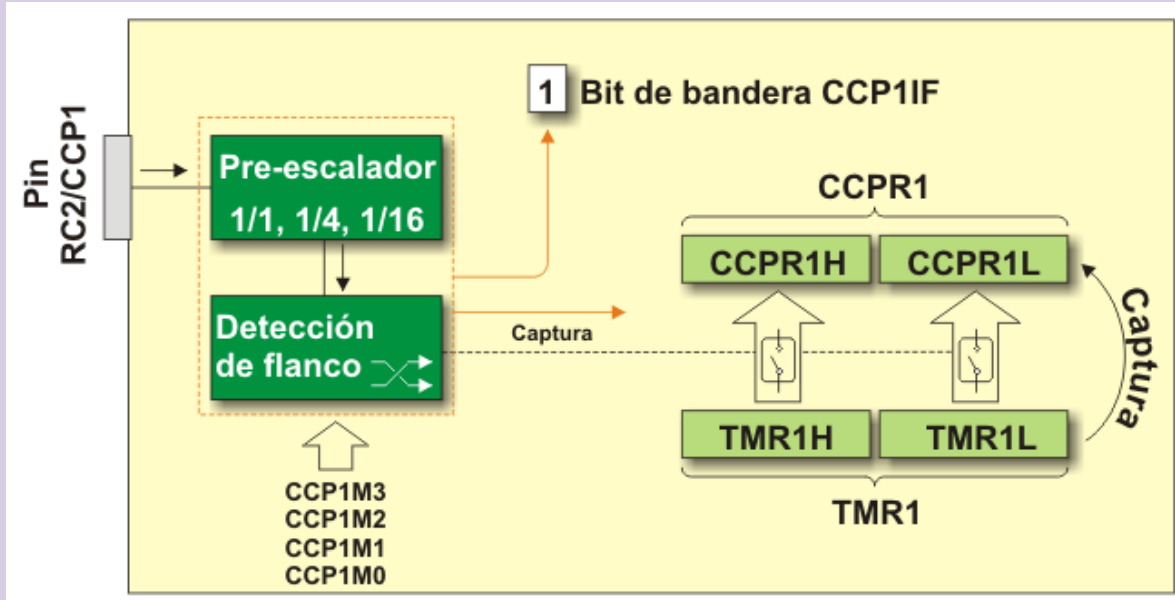 Pin
RC2/CCP1
Pre-escalador
1/1, 1/4, 1/16
Detección
de flanco
CCP1M3
CCP1M2
CCP1M1
CCP1M0
1 Bit de bandera CCP1IF
Captura
CCPR1
CCPR1H CCPR1L
TMR1H TMR1L
TMR1
Captura